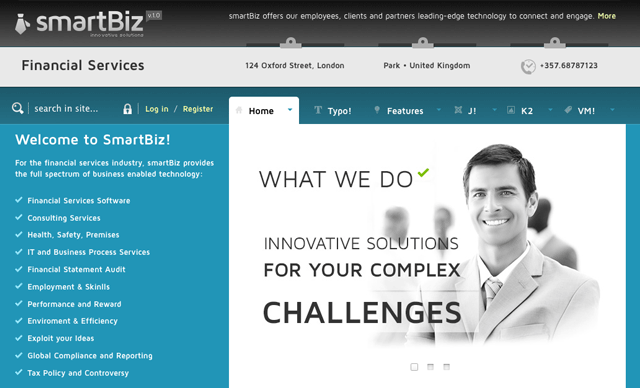 smartBiz v.1.0
innovative solutions
smartBiz offers our employees, clients and partners leading-edge technology to connect and engage. More
Financial Services
124 Oxford Street, London
Park • United Kingdom
+357.68787123
search in site...
Log in / Register
Home
Typo!
Features
J!
K2
VM!
Welcome to SmartBiz!
For the financial services industry, smartBiz provides
the full spectrum of business enabled technology:
Financial Services Software
Consulting Services
Health, Safety, Premises
IT and Business Process Services
Financial Statement Audit
Employment & Skinlls
Performance and Reward
Enviroment & Efficiency
Exploit your Ideas
Global Compliance and Reporting
Tax Policy and Controversy
WHAT WE DO
INNOVATIVE SOLUTIONS
FOR YOUR COMPLEX
CHALLENGES